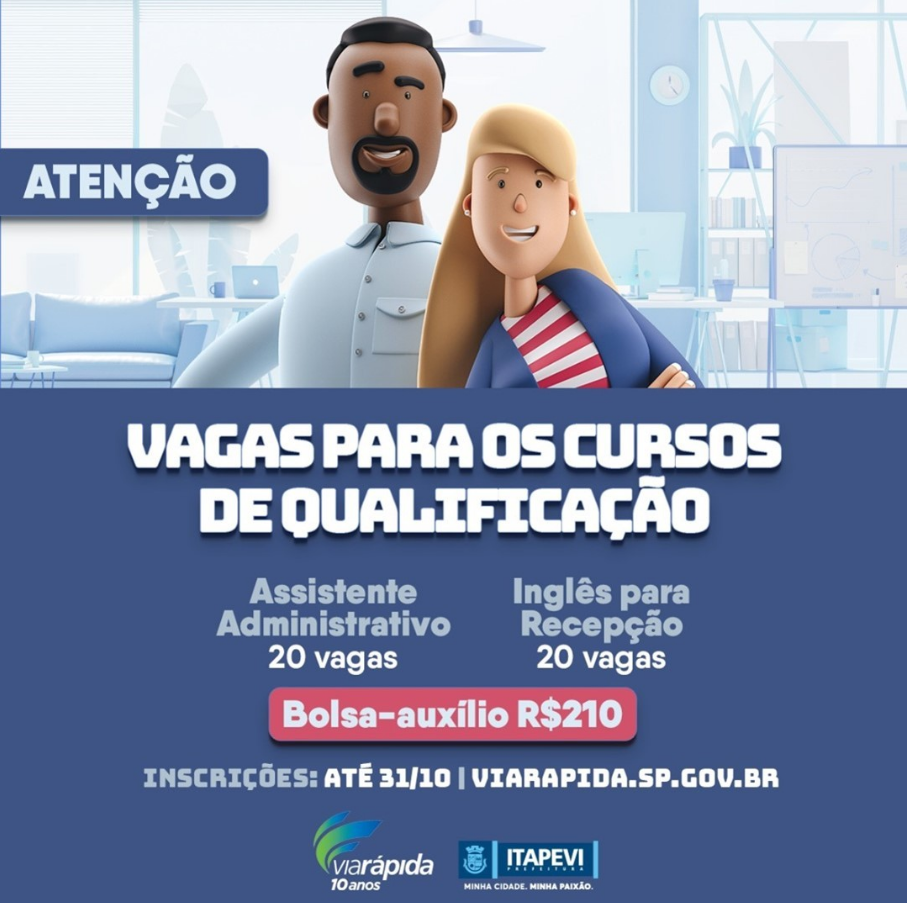 ATENÇÃO
VAGAS PARA OS CURSOS
DE QUALIFICAÇÃO
Assistente
Administrativo
20 vagas
Inglês para
Recepção
20 vagas
Bolsa-auxílio R$210
INSCRIÇÕES: ATÉ 31/10 | VIARAPIDA.SP.GOV.BR
viarápida
10 anos
ITAPEVI
PREFEITURA
MINHA CIDADE. MINHA PAIXÃO.